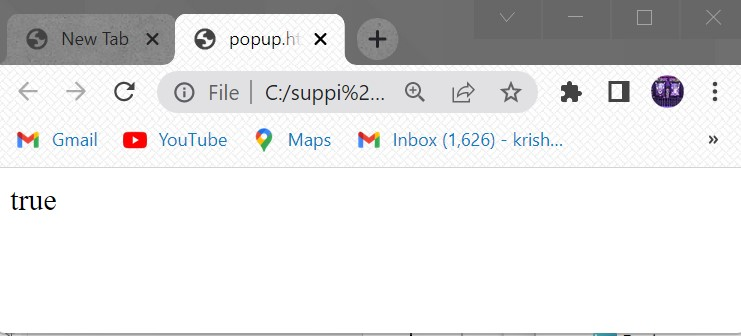 New Tab popup.ht
File C:/suppi%2...
Gmail YouTube Maps Inbox (1,626) - krish... »
true